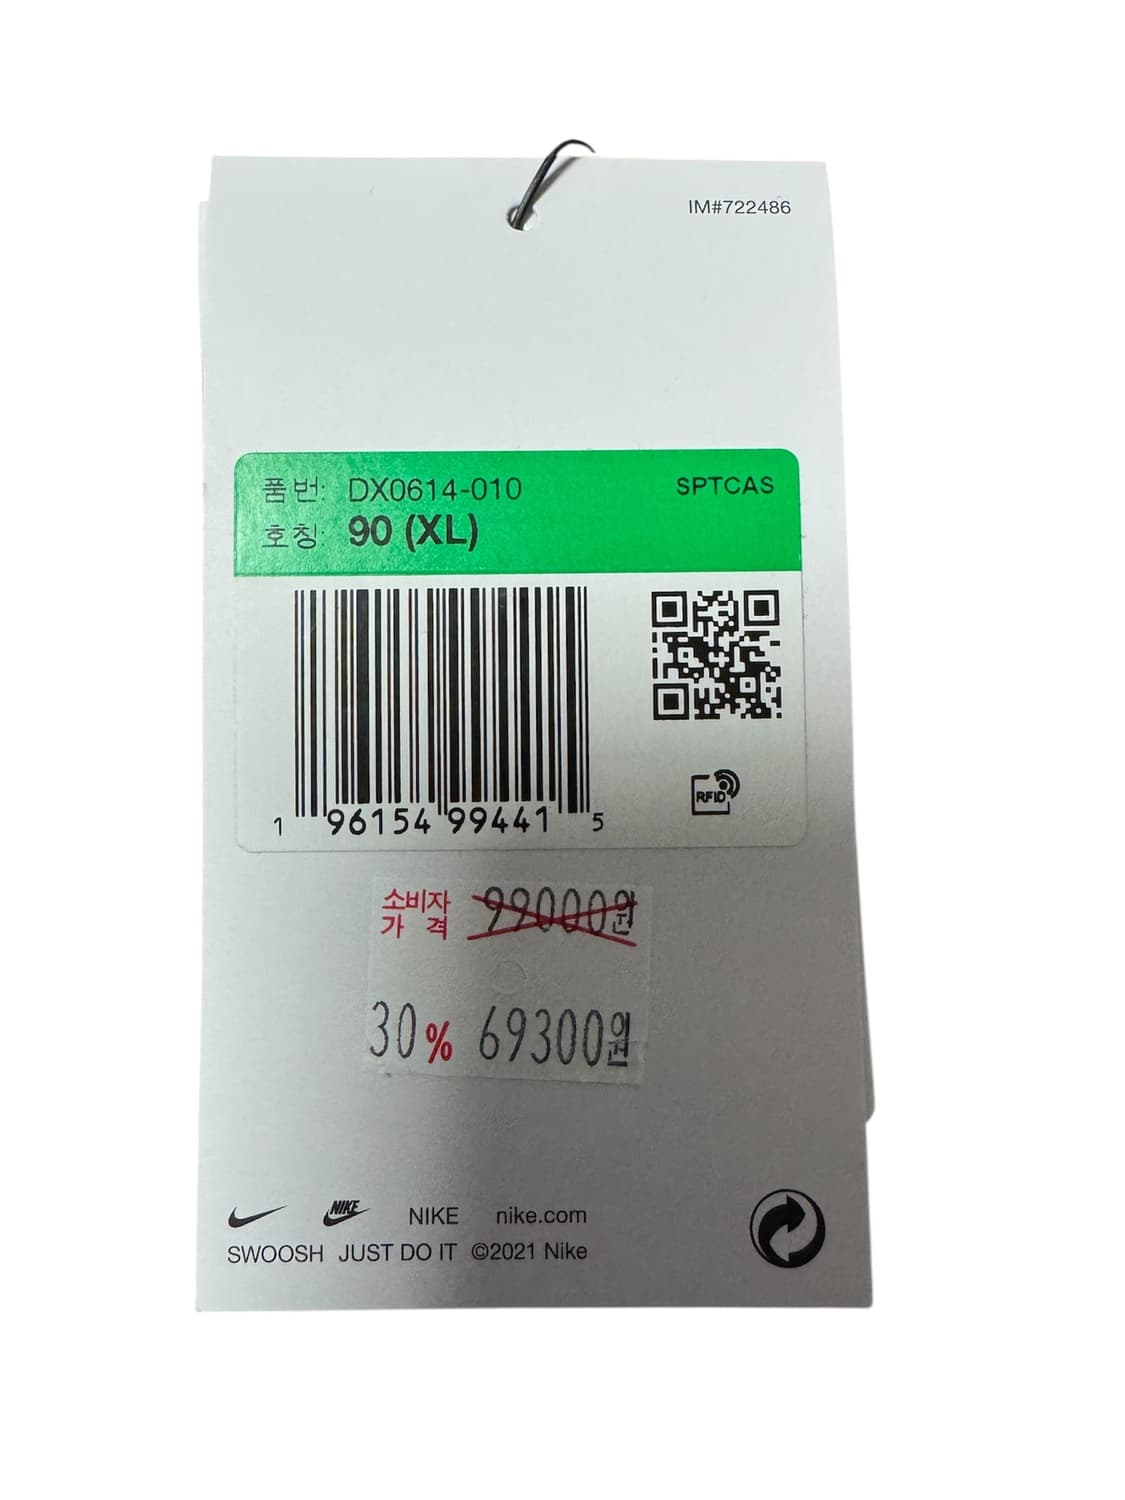 IM#722486
품번: DX0614-010 SPTCAS
호칭: 90 (XL)
1 96154 99441 5
RFID
소비자
가 격 99000원
30% 69300원
NIKE NIKE nike.com
SWOOSH JUST DO IT ©2021 Nike